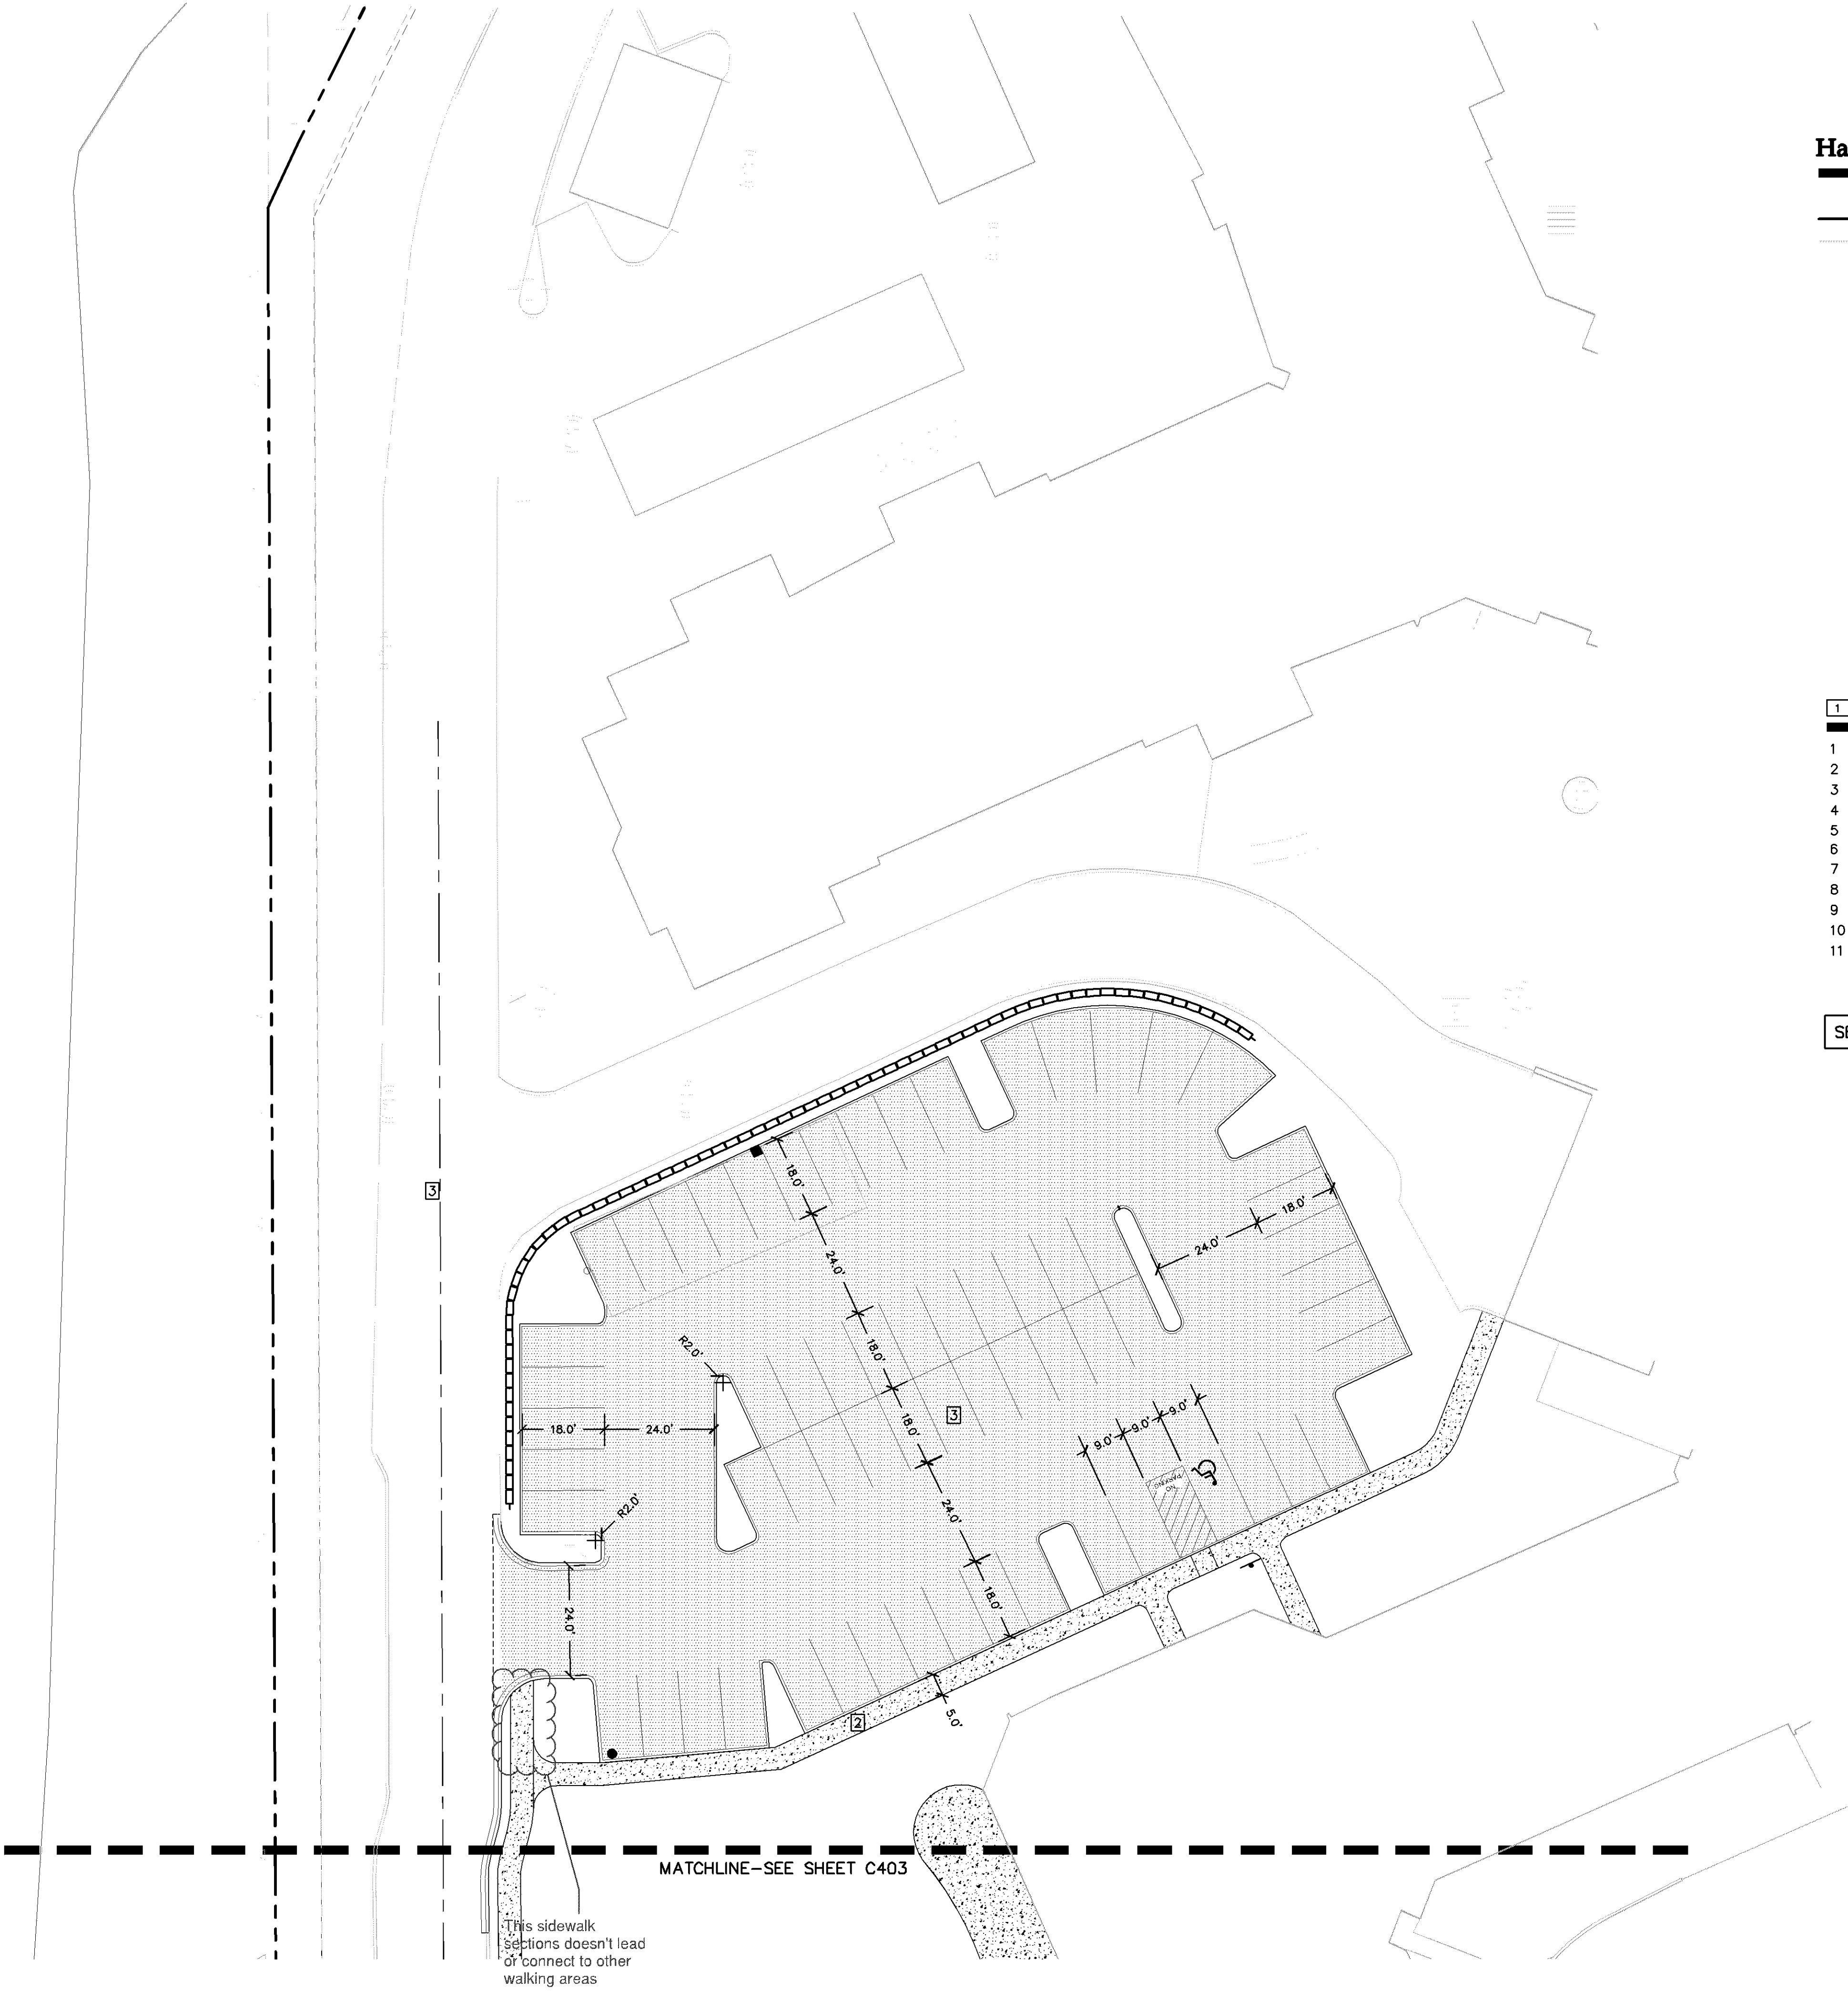 Ha
1
1
2
3
4
5
6
7
8
9
10
11
SE
3
18.0'
24.0'
18.0'
24.0'
18.0'
R2.0'
18.0'
24.0'
3
18.0'
9.0'
9.0'
9.0'
NO
PARKING
R2.0'
24.0'
24.0'
18.0'
5.0'
2
MATCHLINE-SEE SHEET C403
This sidewalk
sections doesn't lead
or connect to other
walking areas